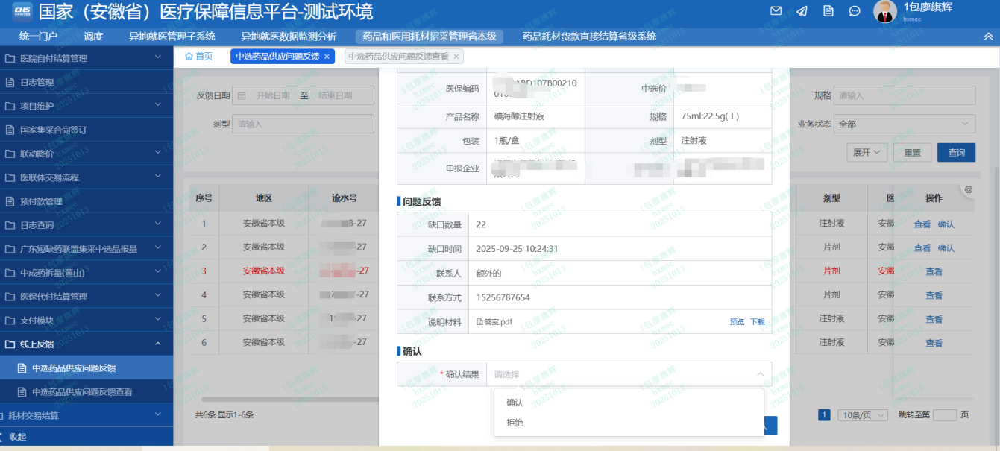 CHS
国家（安徽省）医疗保障信息平台-测试环境
1包廖旗辉
hxmec
统一门户 调度 异地就医管理子系统 异地就医数据监测分析 药品和医用耗材招采管理省本级 药品耗材货款直接结算省级系统
首页 中选药品供应问题反馈 × 中选药品供应问题反馈查看 ×
医院自付结算管理
日志管理
项目维护
国家集采合同签订
联动降价
医联体交易流程
预付款管理
日志查询
广东短缺药联盟集采中选品报量
中成药拆量(黄山)
医保代付结算管理
支付模块
线上反馈
中选药品供应问题反馈
中选药品供应问题反馈查看
耗材交易结算
收起
反馈日期 开始日期 至 结束日期
规格 请输入
剂型 请输入
业务状态 全部
展开 重置 查询
序号 地区 流水号 剂型 医 操作
1 安徽省本级 3-27 注射液 安徽 查看 确认
2 安徽省本级 27 片剂 安徽 查看 确认
3 安徽省本级 -27 片剂 安徽 查看
4 安徽省本级 -27 片剂 安徽 查看
5 安徽省本级 -27 注射液 安徽 查看
6 安徽省本级 -27 注射液 安徽 查看
共6条 显示1-6条
1 10条/页 跳转至第 页
医保编码 ABD107B00210 中选价
产品名称 碘海醇注射液 规格 75ml:22.5g(Ⅰ)
包装 1瓶/盒 剂型 注射液
申报企业
问题反馈
缺口数量 22
缺口时间 2025-09-25 10:24:31
联系人 额外的
联系方式 15256787654
说明材料 答案.pdf 预览 下载
确认
* 确认结果 请选择
确认
拒绝
1包廖旗辉
hxmec
20251013